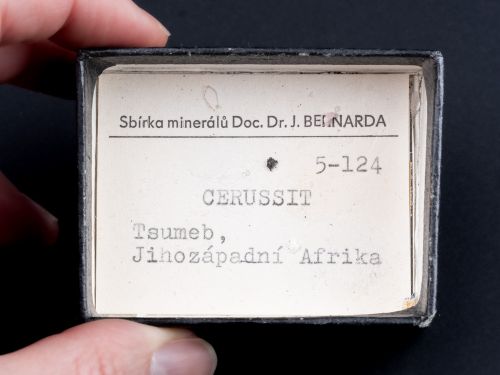 Sbírka minerálů Doc. Dr. J. BERNARDA
5-124
CERUSSIT
Tsumeb,
Jihozápadní Afrika